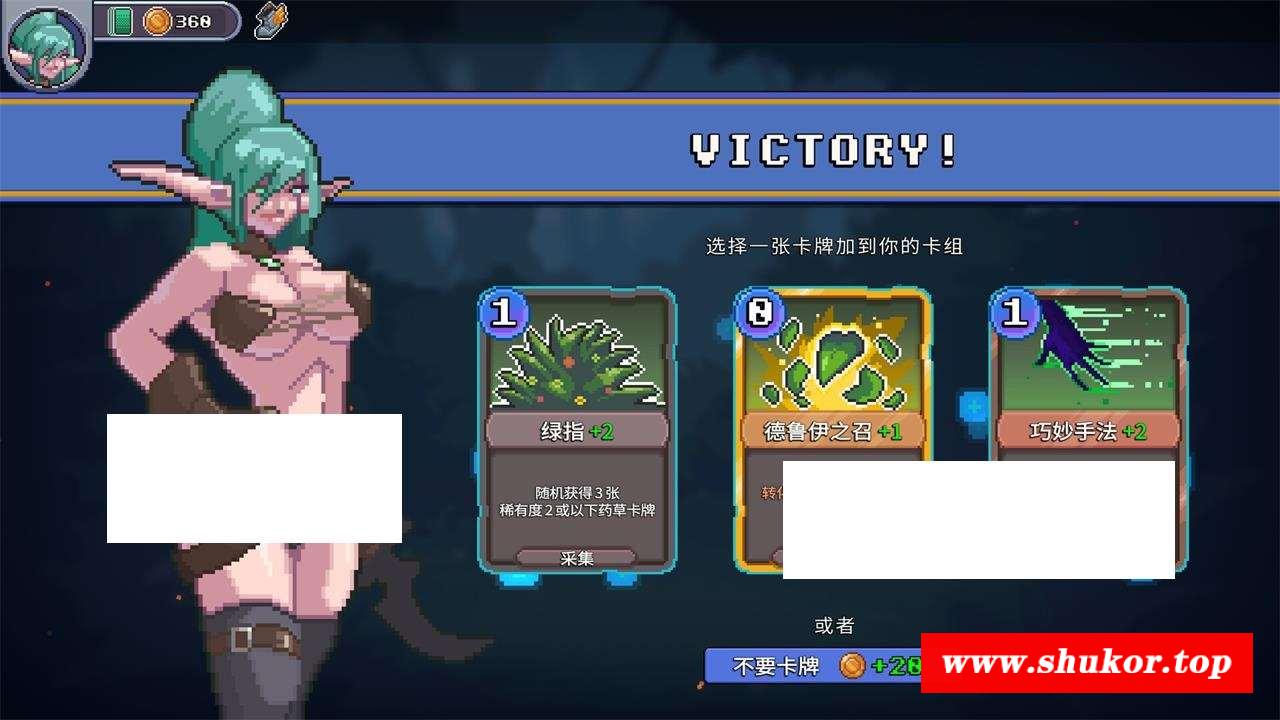 360
VICTORY!
选择一张卡牌加到你的卡组
1
绿指 +2
随机获得 3 张
稀有度 2 或以下药草卡牌
采集
0
德鲁伊之召 +1
转
1
巧妙手法 +2
或者
不要卡牌 +20
www.shukor.top